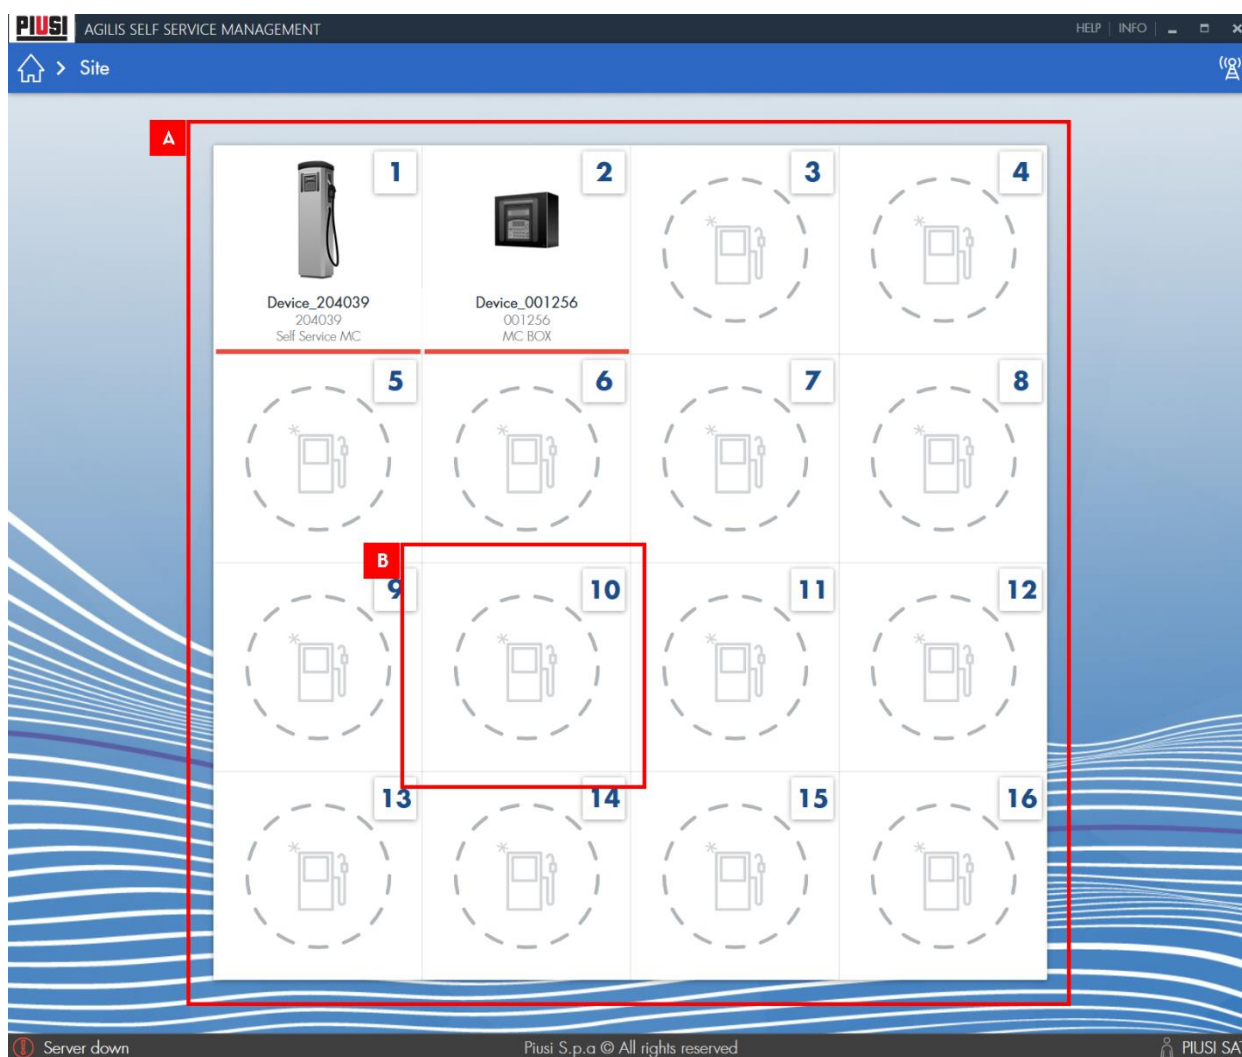 PIUSI AGILIS SELF SERVICE MANAGEMENT HELP | INFO
Site
A
1
2
3
4
Device_204039
204039
Self Service MC
Device_001256
001256
MC BOX
5
6
7
8
B
9
10
11
12
13
14
15
16
Server down Piusi S.p.a © All rights reserved PIUSI SAT